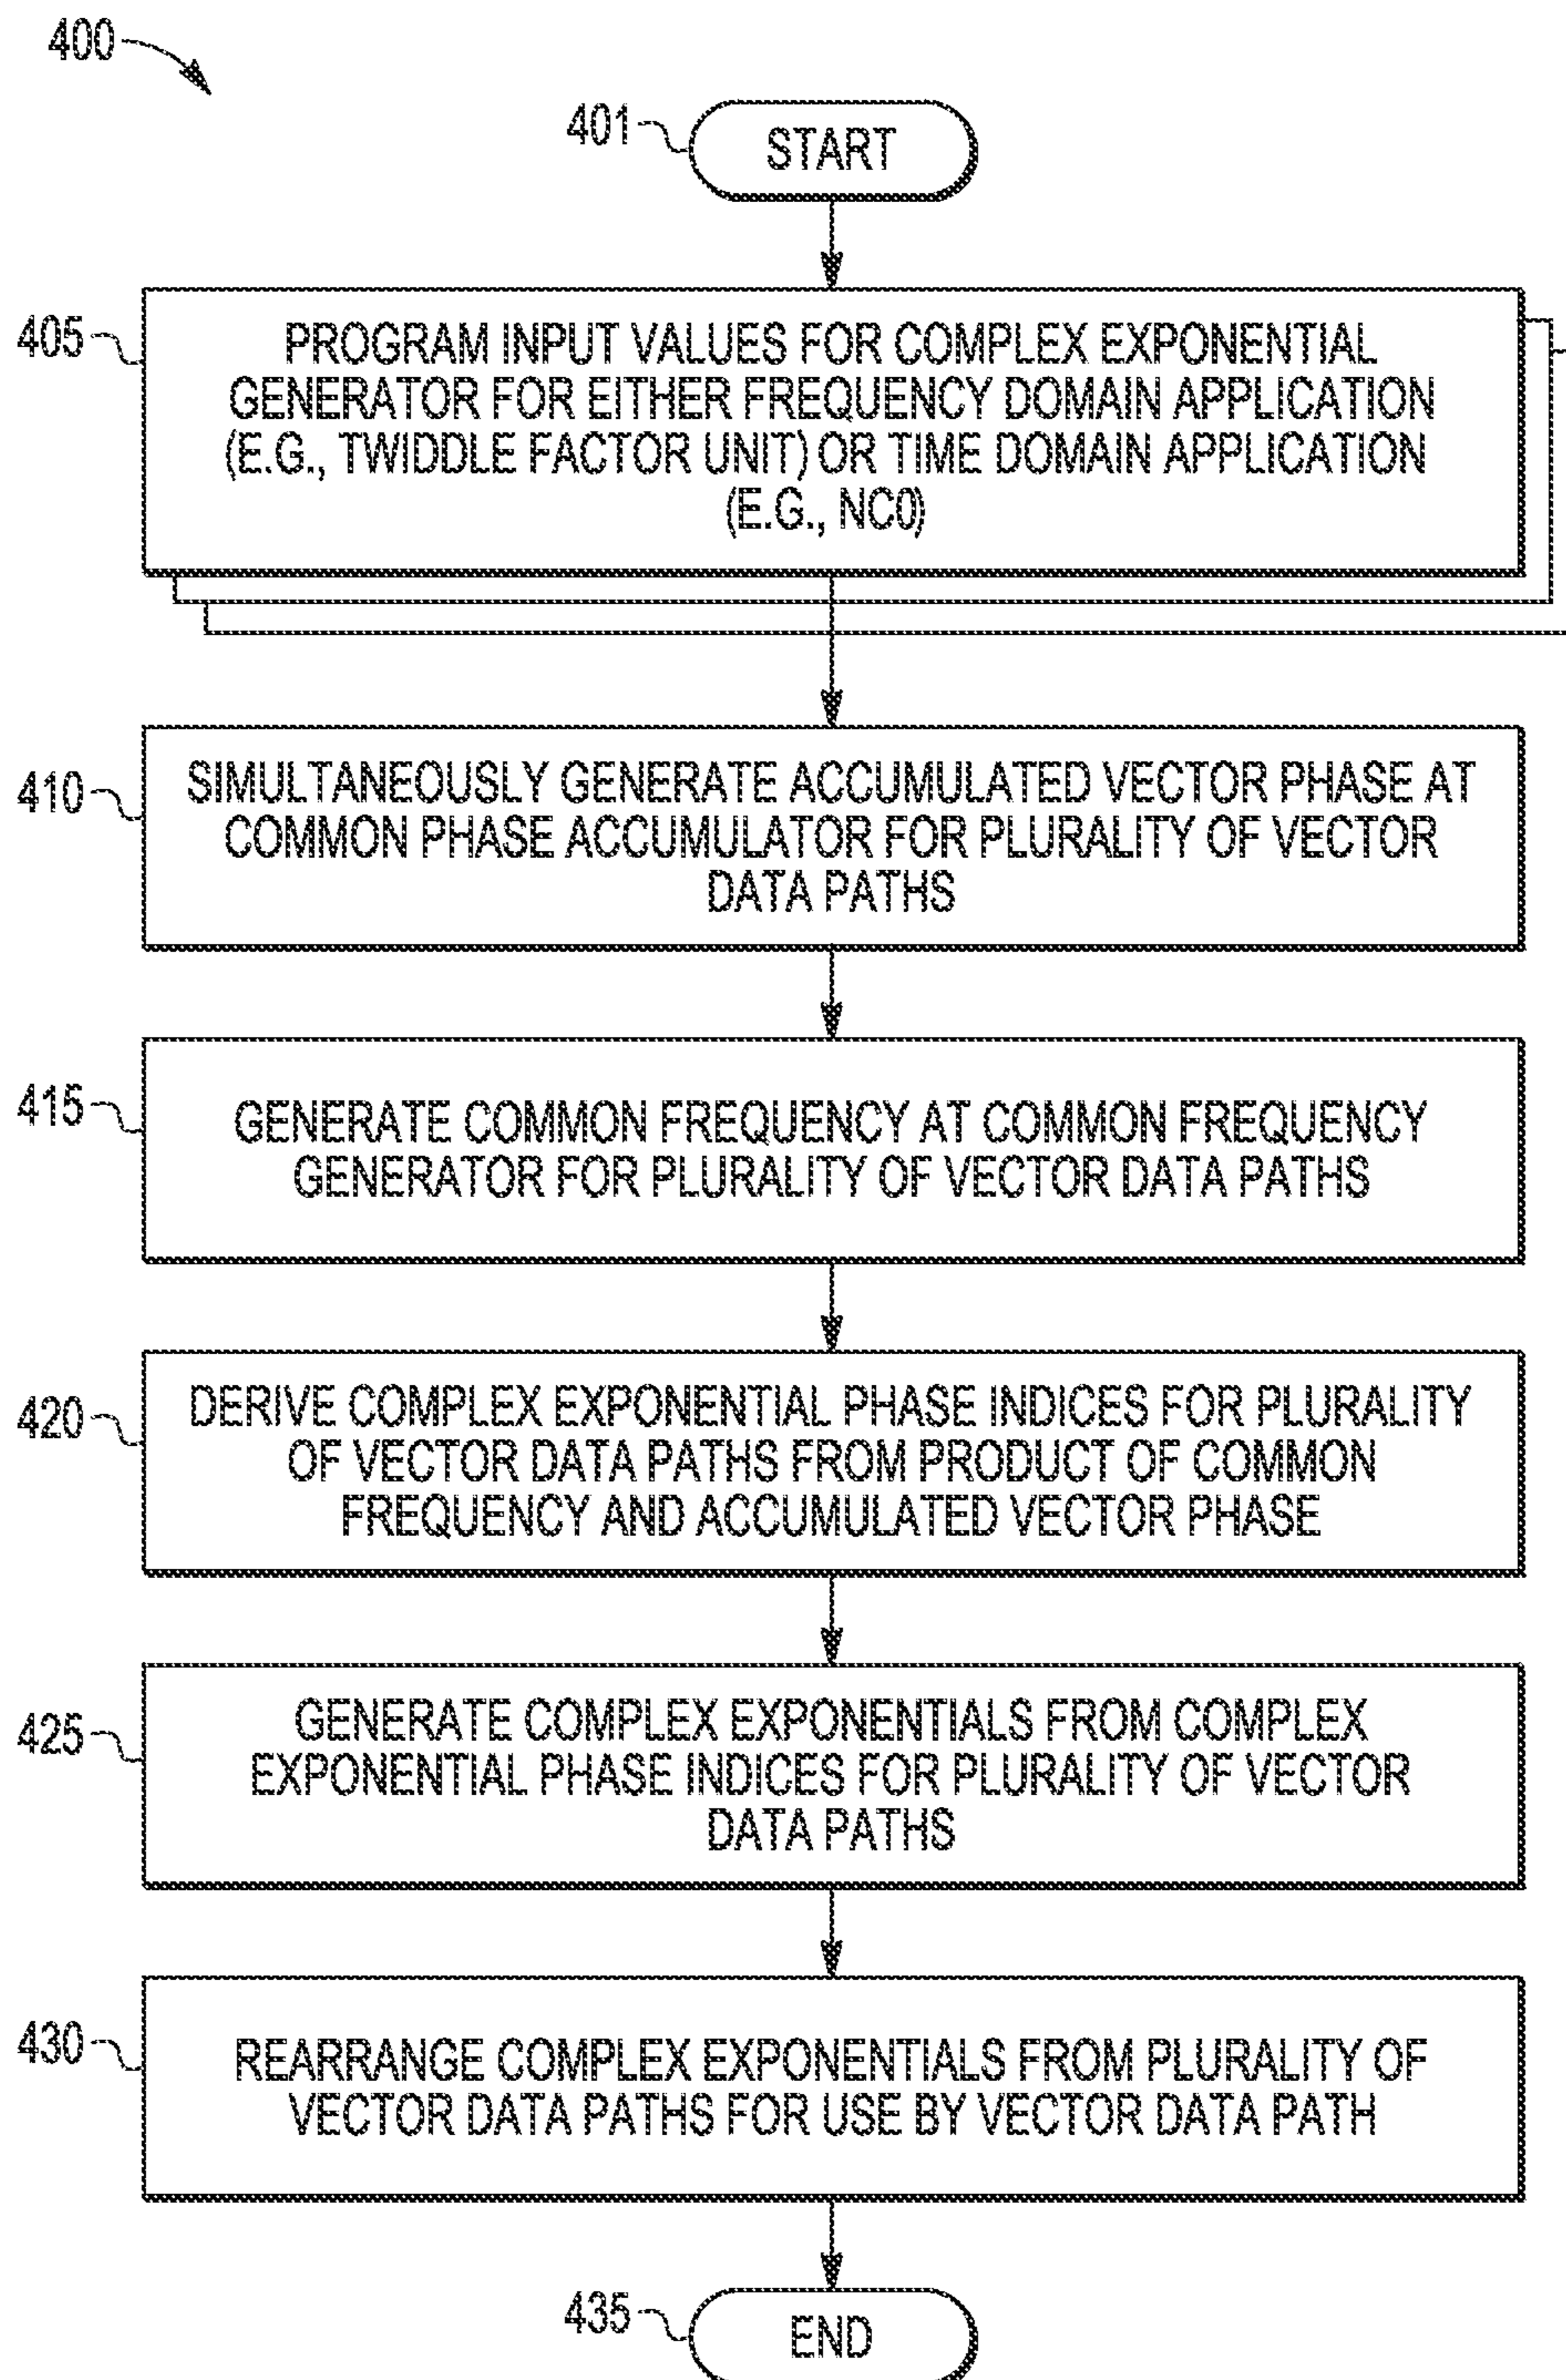 400
401
START
405
PROGRAM INPUT VALUES FOR COMPLEX EXPONENTIAL
GENERATOR FOR EITHER FREQUENCY DOMAIN APPLICATION
(E.G., TWIDDLE FACTOR UNIT) OR TIME DOMAIN APPLICATION
(E.G., NC0)
410
SIMULTANEOUSLY GENERATE ACCUMULATED VECTOR PHASE AT
COMMON PHASE ACCUMULATOR FOR PLURALITY OF VECTOR
DATA PATHS
415
GENERATE COMMON FREQUENCY AT COMMON FREQUENCY
GENERATOR FOR PLURALITY OF VECTOR DATA PATHS
420
DERIVE COMPLEX EXPONENTIAL PHASE INDICES FOR PLURALITY
OF VECTOR DATA PATHS FROM PRODUCT OF COMMON
FREQUENCY AND ACCUMULATED VECTOR PHASE
425
GENERATE COMPLEX EXPONENTIALS FROM COMPLEX
EXPONENTIAL PHASE INDICES FOR PLURALITY OF VECTOR
DATA PATHS
430
REARRANGE COMPLEX EXPONENTIALS FROM PLURALITY OF
VECTOR DATA PATHS FOR USE BY VECTOR DATA PATH
435
END